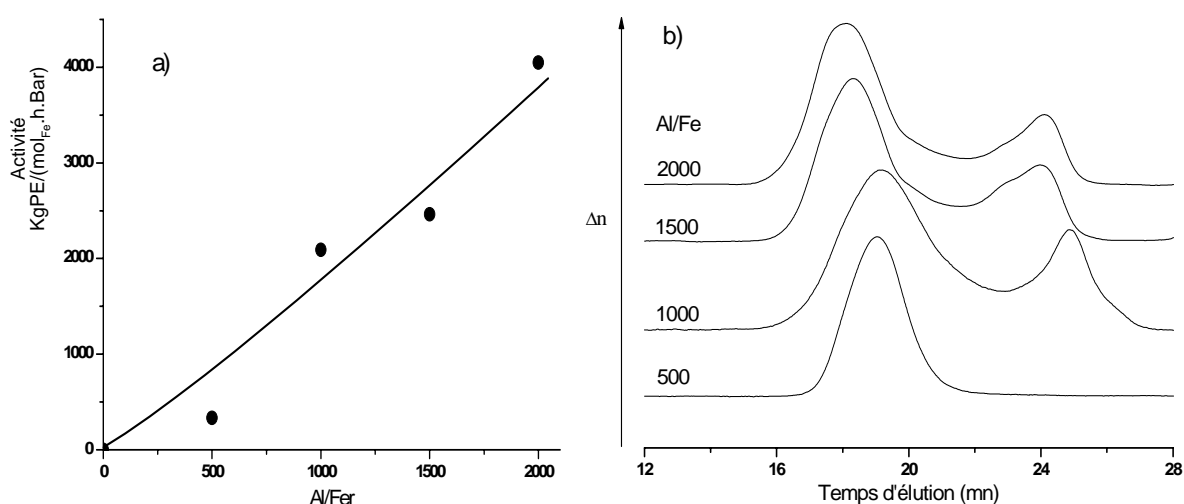 a)
Activité
KgPE/(mol_Fe.h.Bar)
4000
3000
2000
1000
0
0 500 1000 1500 2000
Al/Fer
b)
Al/Fe
2000
1500
1000
500
Δn
12 16 20 24 28
Temps d'élution (mn)